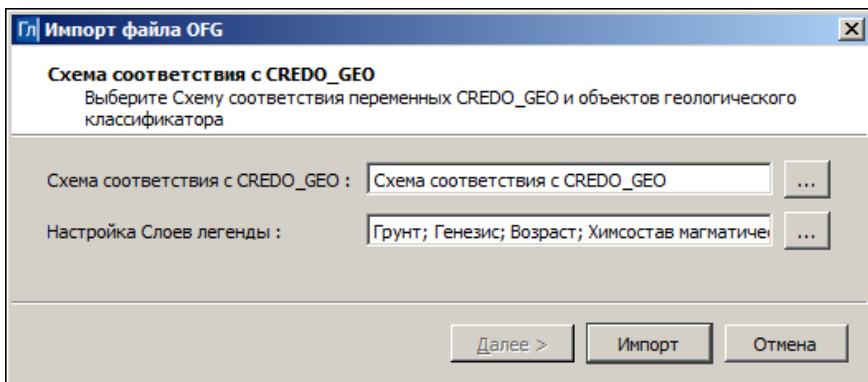 Гл Импорт файла OFG
Схема соответствия с CREDO_GEO
Выберите Схему соответствия переменных CREDO_GEO и объектов геологического
классификатора
Схема соответствия с CREDO_GEO : Схема соответствия с CREDO_GEO ...
Настройка Слоев легенды : Грунт; Генезис; Возраст; Химсостав магматичес ...
Далее > Импорт Отмена